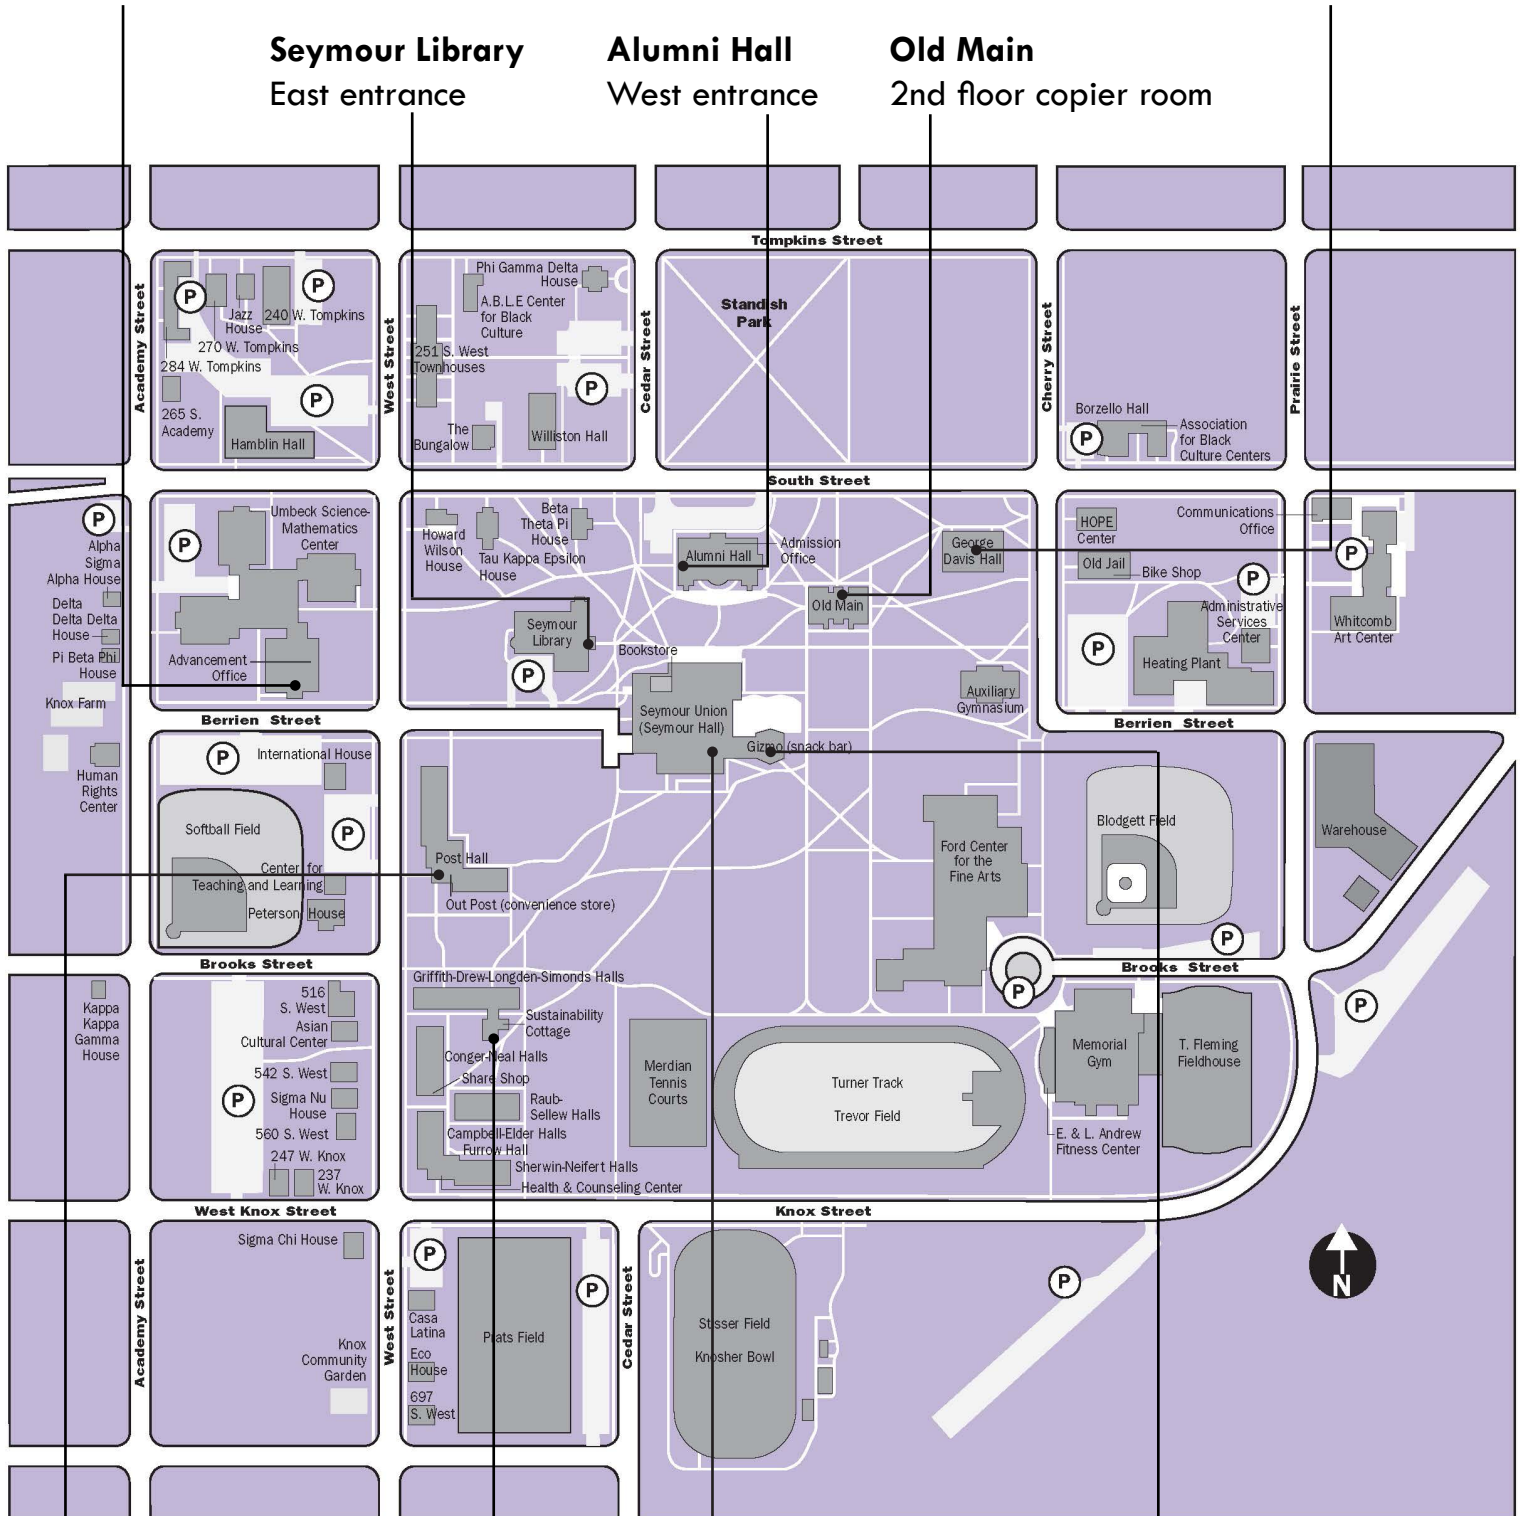 Seymour Library
East entrance
Alumni Hall
West entrance
Old Main
2nd floor copier room
Tompkins Street
Academy Street
West Street
Cedar Street
Cherry Street
Prairie Street
P
P
Jazz
House
240 W. Tompkins
270 W. Tompkins
284 W. Tompkins
P
265 S.
Academy
Hamblin Hall
Phi Gamma Delta
House
A.B.L.E Center
for Black
Culture
251 S. West
Townhouses
P
The
Bungalow
Williston Hall
Standish
Park
Borzello Hall
P
Association
for Black
Culture Centers
South Street
P
Alpha
Sigma
Alpha House
Delta
Delta Delta
House
Pi Beta Phi
House
Knox Farm
Human
Rights
Center
P
Umbeck Science-
Mathematics
Center
Advancement
Office
Berrien Street
Howard
Wilson
House
Tau Kappa Epsilon
House
Beta
Theta Pi
House
Alumni Hall
Admission
Office
George
Davis Hall
Old Main
Seymour
Library
Bookstore
P
Seymour Union
(Seymour Hall)
Gizmo (snack bar)
Auxiliary
Gymnasium
HOPE
Center
Old Jail
Bike Shop
P
Administrative
Services
Center
P
Heating Plant
Berrien Street
Communications
Office
P
Whitcomb
Art Center
P
International House
Softball Field
P
Center for
Teaching and Learning
Peterson House
Brooks Street
Post Hall
Out Post (convenience store)
Ford Center
for the
Fine Arts
Blodgett Field
P
Brooks Street
P
Warehouse
P
Kappa
Kappa
Gamma
House
516
S. West
Asian
Cultural Center
542 S. West
P
Sigma Nu
House
560 S. West
247 W. Knox
237
W. Knox
West Knox Street
Griffith-Drew-Longden-Simonds Halls
Sustainability
Cottage
Conger-Neal Halls
Share Shop
Raub-
Sellew Halls
Campbell-Elder Halls
Furrow Hall
Sherwin-Neifert Halls
Health & Counseling Center
Merdian
Tennis
Courts
Turner Track
Trevor Field
Memorial
Gym
T. Fleming
Fieldhouse
E. & L. Andrew
Fitness Center
Knox Street
Sigma Chi House
Academy Street
Knox
Community
Garden
West Street
P
Casa
Latina
Eco
House
697
S. West
Prats Field
P
Cedar Street
Knosher Bowl
P
N